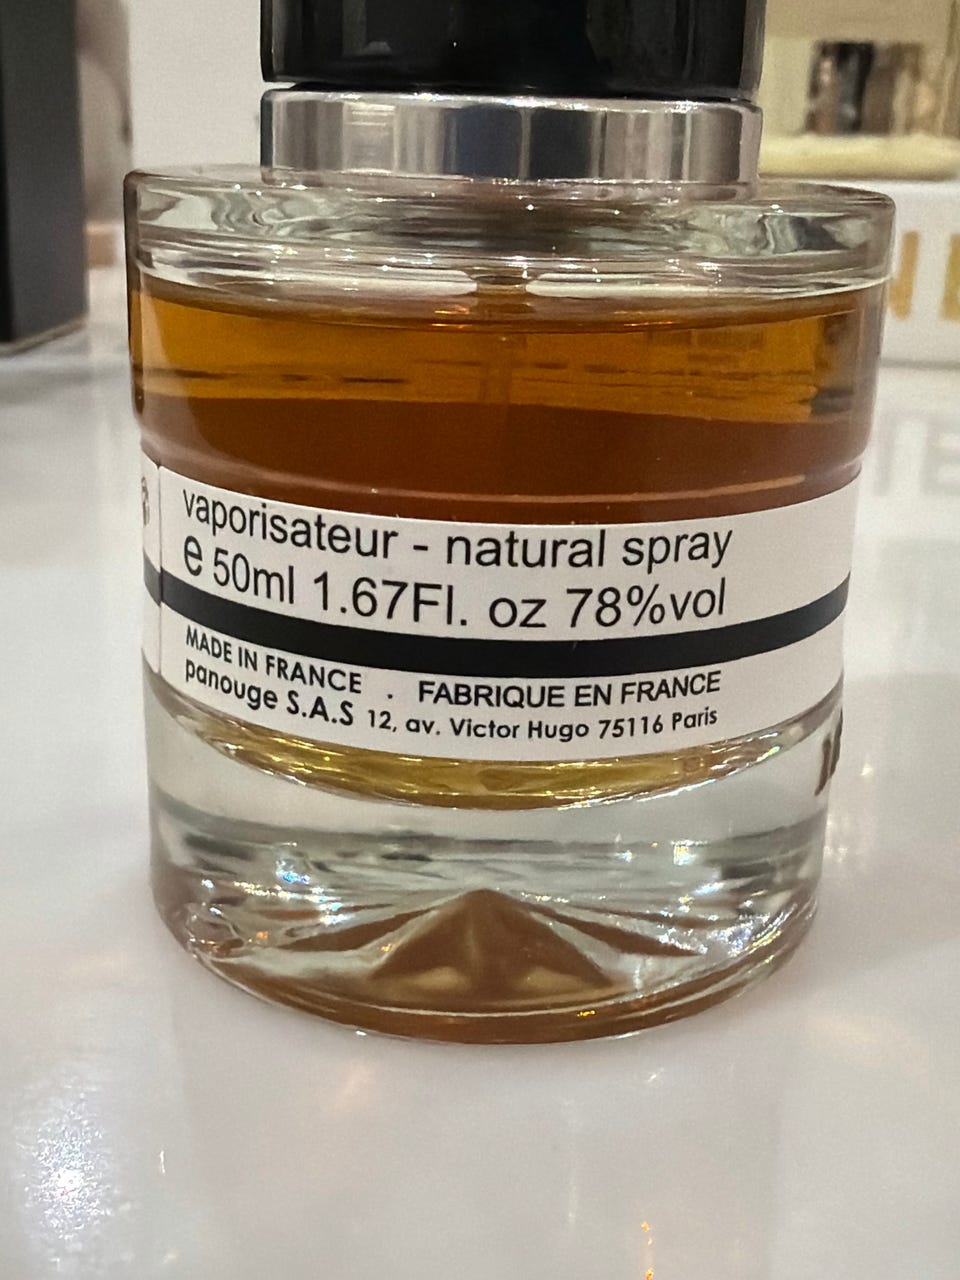 vaporisateur - natural spray
e 50ml 1.67Fl. oz 78%vol
MADE IN FRANCE . FABRIQUE EN FRANCE
panouge S.A.S 12, av. Victor Hugo 75116 Paris